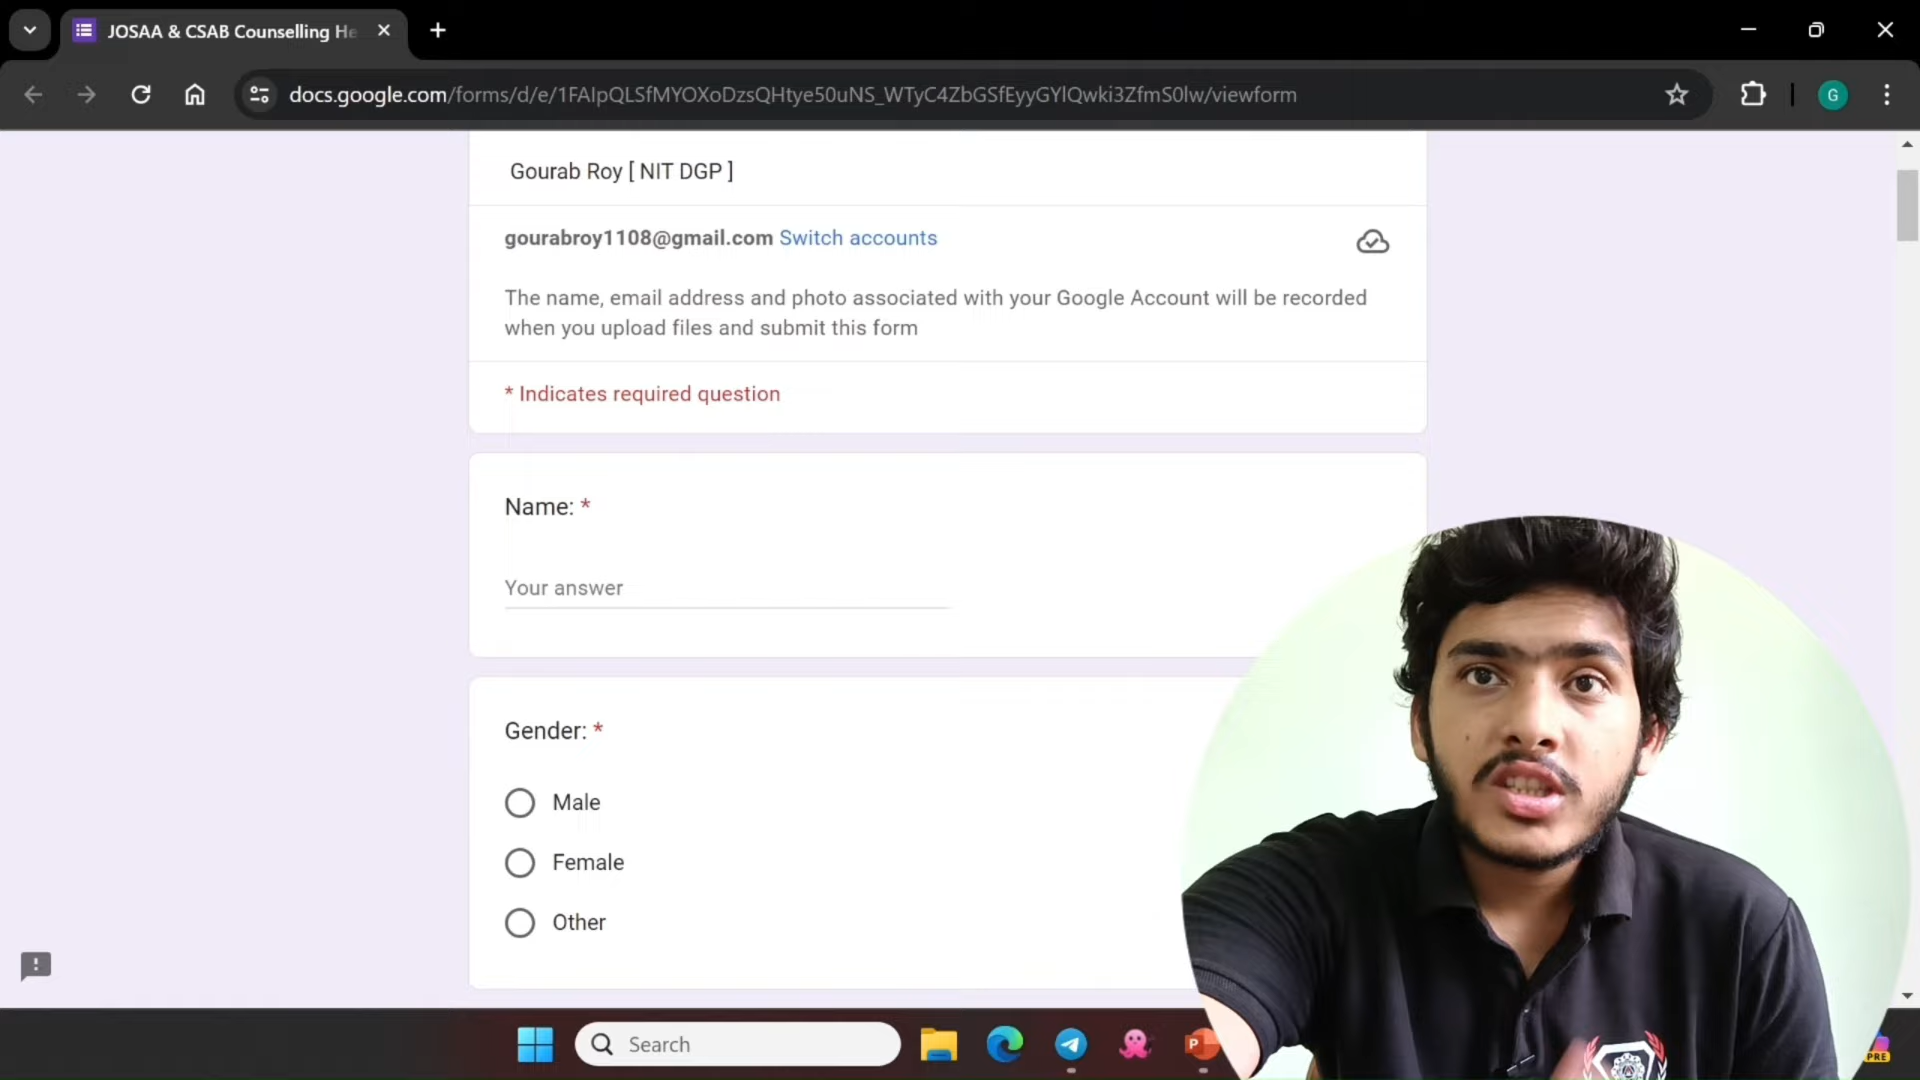 JOSAA & CSAB Counselling He
docs.google.com/forms/d/e/1FAIpQLSfMYOXoDzsQHtye50uNS_WTyC4ZbGSfEyyGYlQwki3ZfmS0lw/viewform
G
Gourab Roy [ NIT DGP ]
gourabroy1108@gmail.com Switch accounts
The name, email address and photo associated with your Google Account will be recorded
when you upload files and submit this form
* Indicates required question
Name: *
Your answer
Gender: *
Male
Female
Other
Search
P
PRE